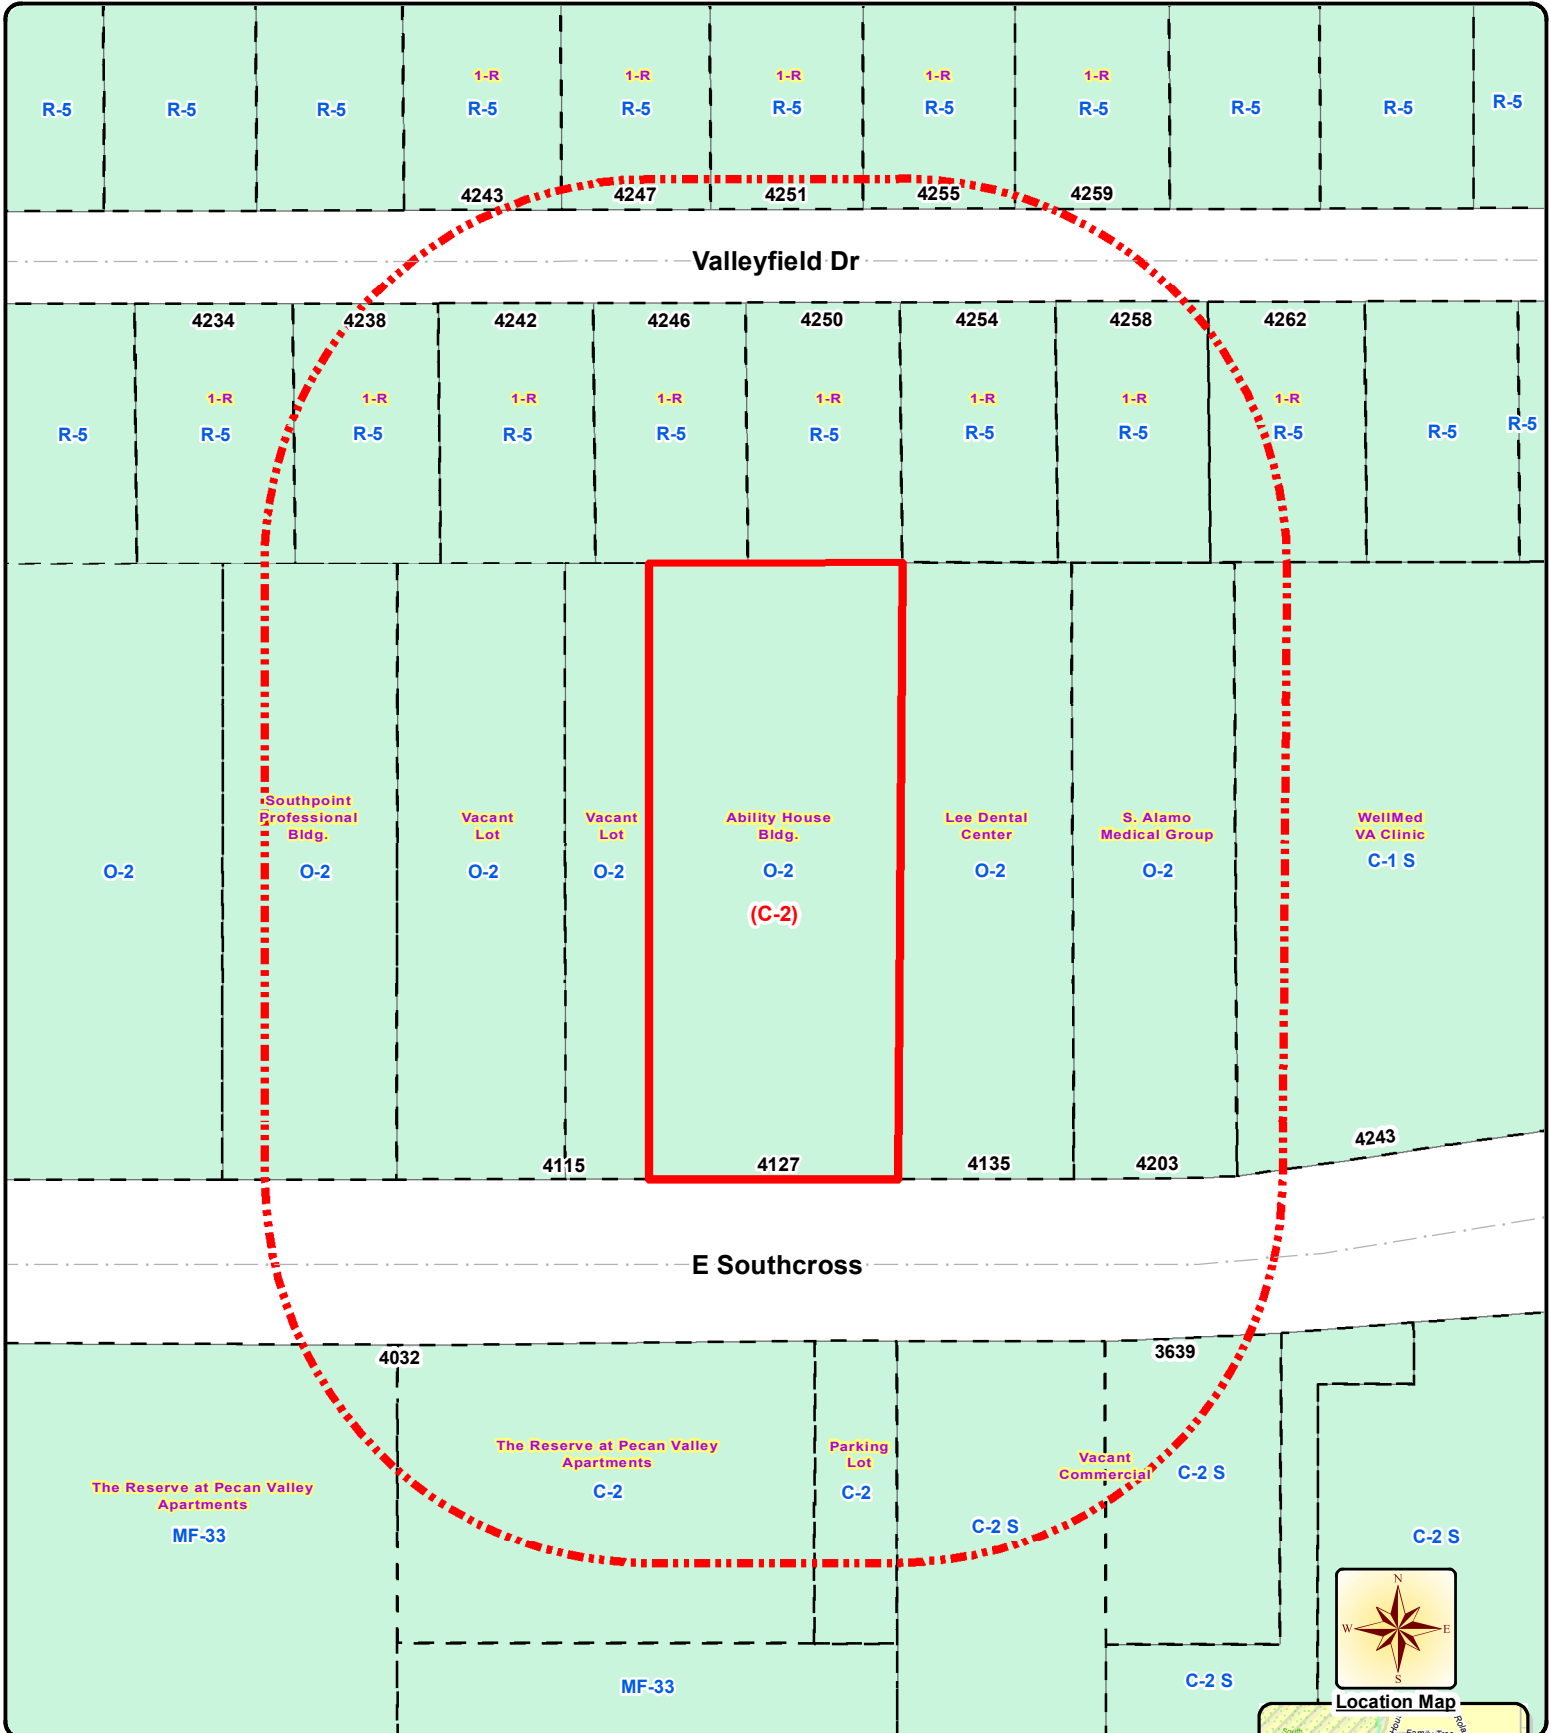 1-R 1-R 1-R 1-R 1-R
R-5 R-5 R-5 R-5 R-5 R-5 R-5 R-5 R-5 R-5 R-5
4243 4247 4251 4255 4259
Valleyfield Dr
4234 4238 4242 4246 4250 4254 4258 4262
1-R 1-R 1-R 1-R 1-R 1-R 1-R 1-R
R-5 R-5 R-5 R-5 R-5 R-5 R-5 R-5 R-5 R-5 R-5
Southpoint
Professional
Bldg.
O-2
O-2
Vacant
Lot
O-2
Vacant
Lot
O-2
Ability House
Bldg.
O-2
(C-2)
Lee Dental
Center
O-2
S. Alamo
Medical Group
O-2
WellMed
VA Clinic
C-1 S
4115 4127 4135 4203 4243
E Southcross
4032 3639
The Reserve at Pecan Valley
Apartments
MF-33
The Reserve at Pecan Valley
Apartments
C-2
Parking
Lot
C-2
Vacant
Commercial
C-2 S
C-2 S
C-2 S
MF-33
C-2 S
N
W E
S
Location Map
South